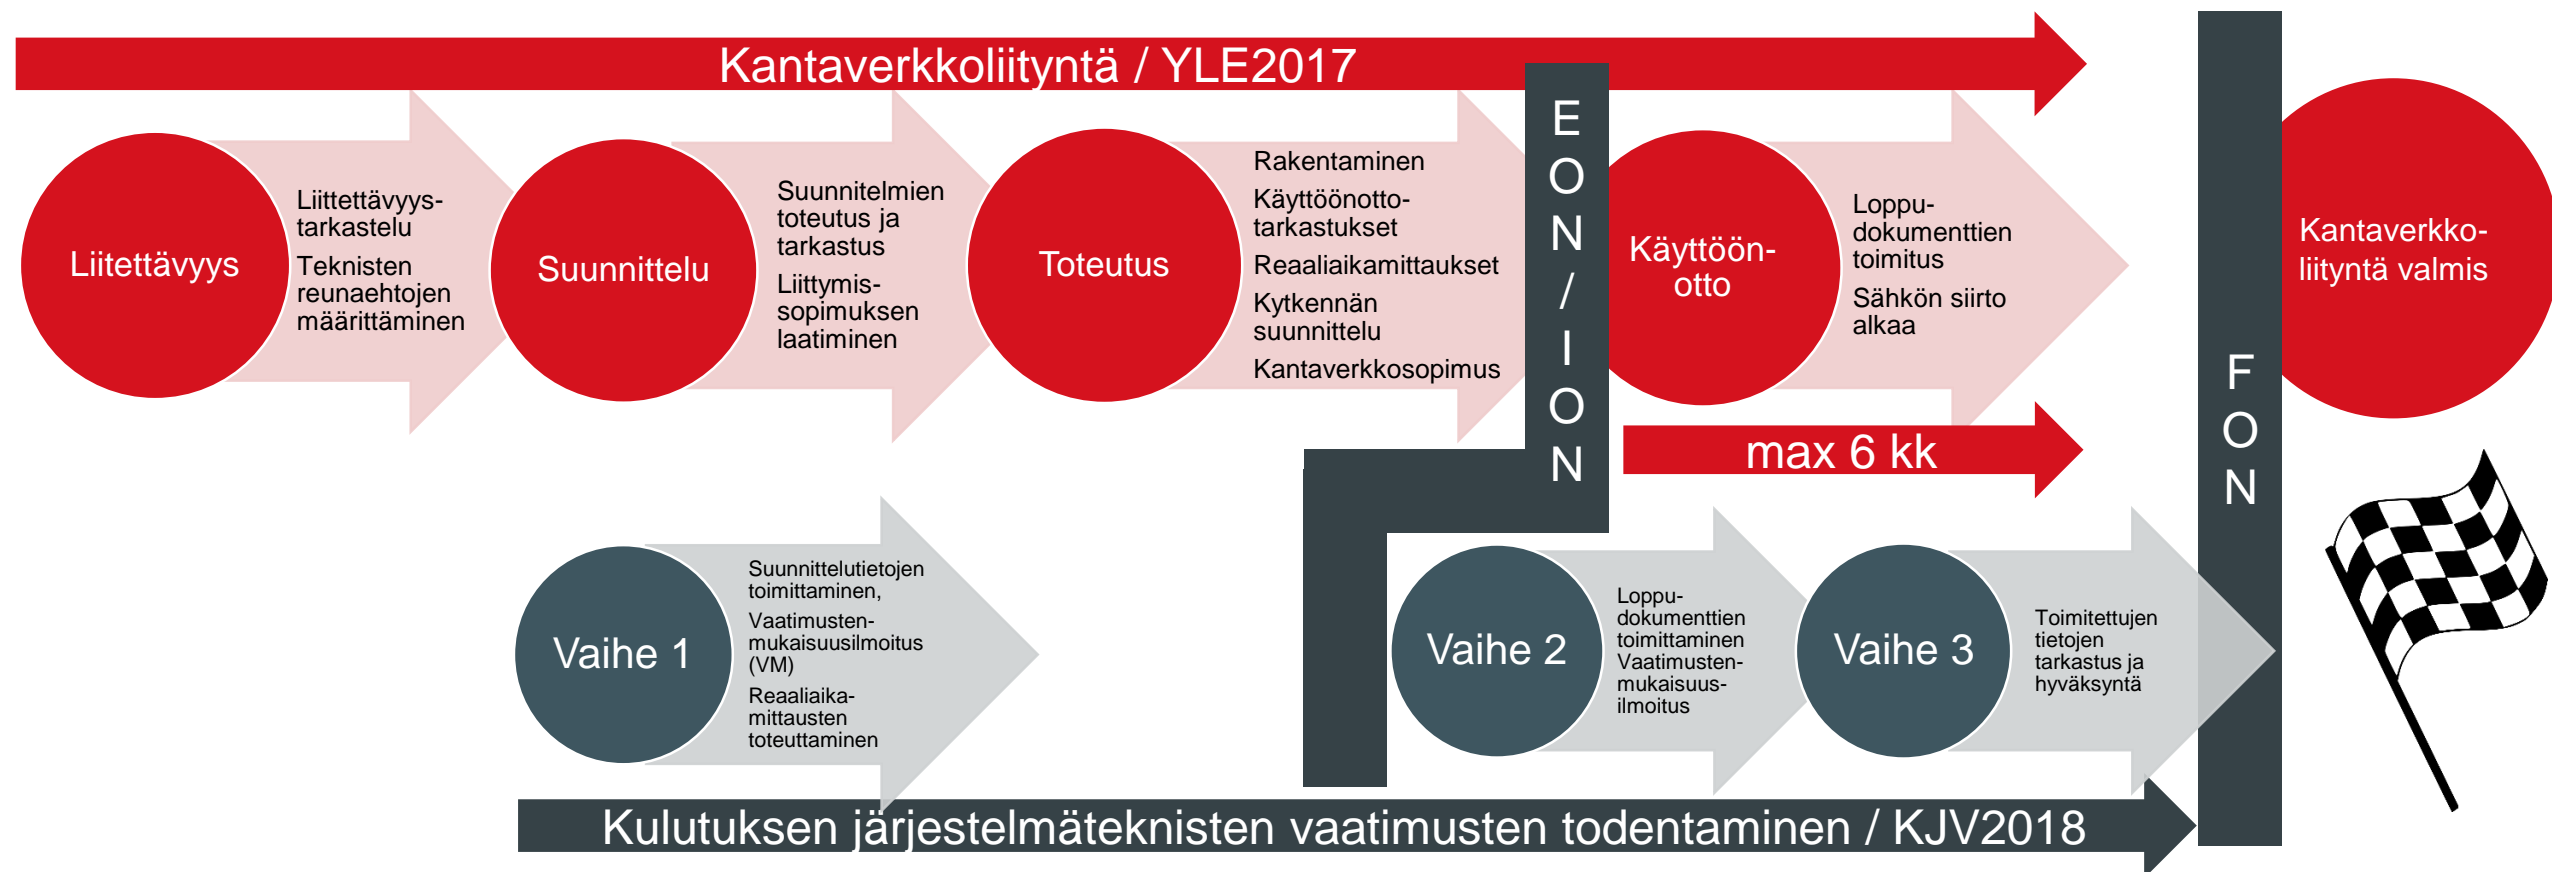 Kantaverkkoliityntä / YLE2017
Liitettävyys
Liittettävyys-
tarkastelu
Teknisten
reunaehtojen
määrittäminen
Suunnittelu
Suunnitelmien
toteutus ja
tarkastus
Liittymis-
sopimuksen
laatiminen
Toteutus
Rakentaminen
Käyttöönotto-
tarkastukset
Reaaliaikamittaukset
Kytkennän
suunnittelu
Kantaverkkosopimus
E
O
N
/
I
O
N
Käyttöön-
otto
Loppu-
dokumenttien
toimitus
Sähkön siirto
alkaa
max 6 kk
F
O
N
Kantaverkko-
liityntä valmis
Vaihe 1
Suunnittelutietojen
toimittaminen,
Vaatimusten-
mukaisuusilmoitus
(VM)
Reaaliaika-
mittausten
toteuttaminen
Vaihe 2
Loppu-
dokumenttien
toimittaminen
Vaatimusten-
mukaisuus-
ilmoitus
Vaihe 3
Toimitettujen
tietojen
tarkastus ja
hyväksyntä
Kulutuksen järjestelmäteknisten vaatimusten todentaminen / KJV2018